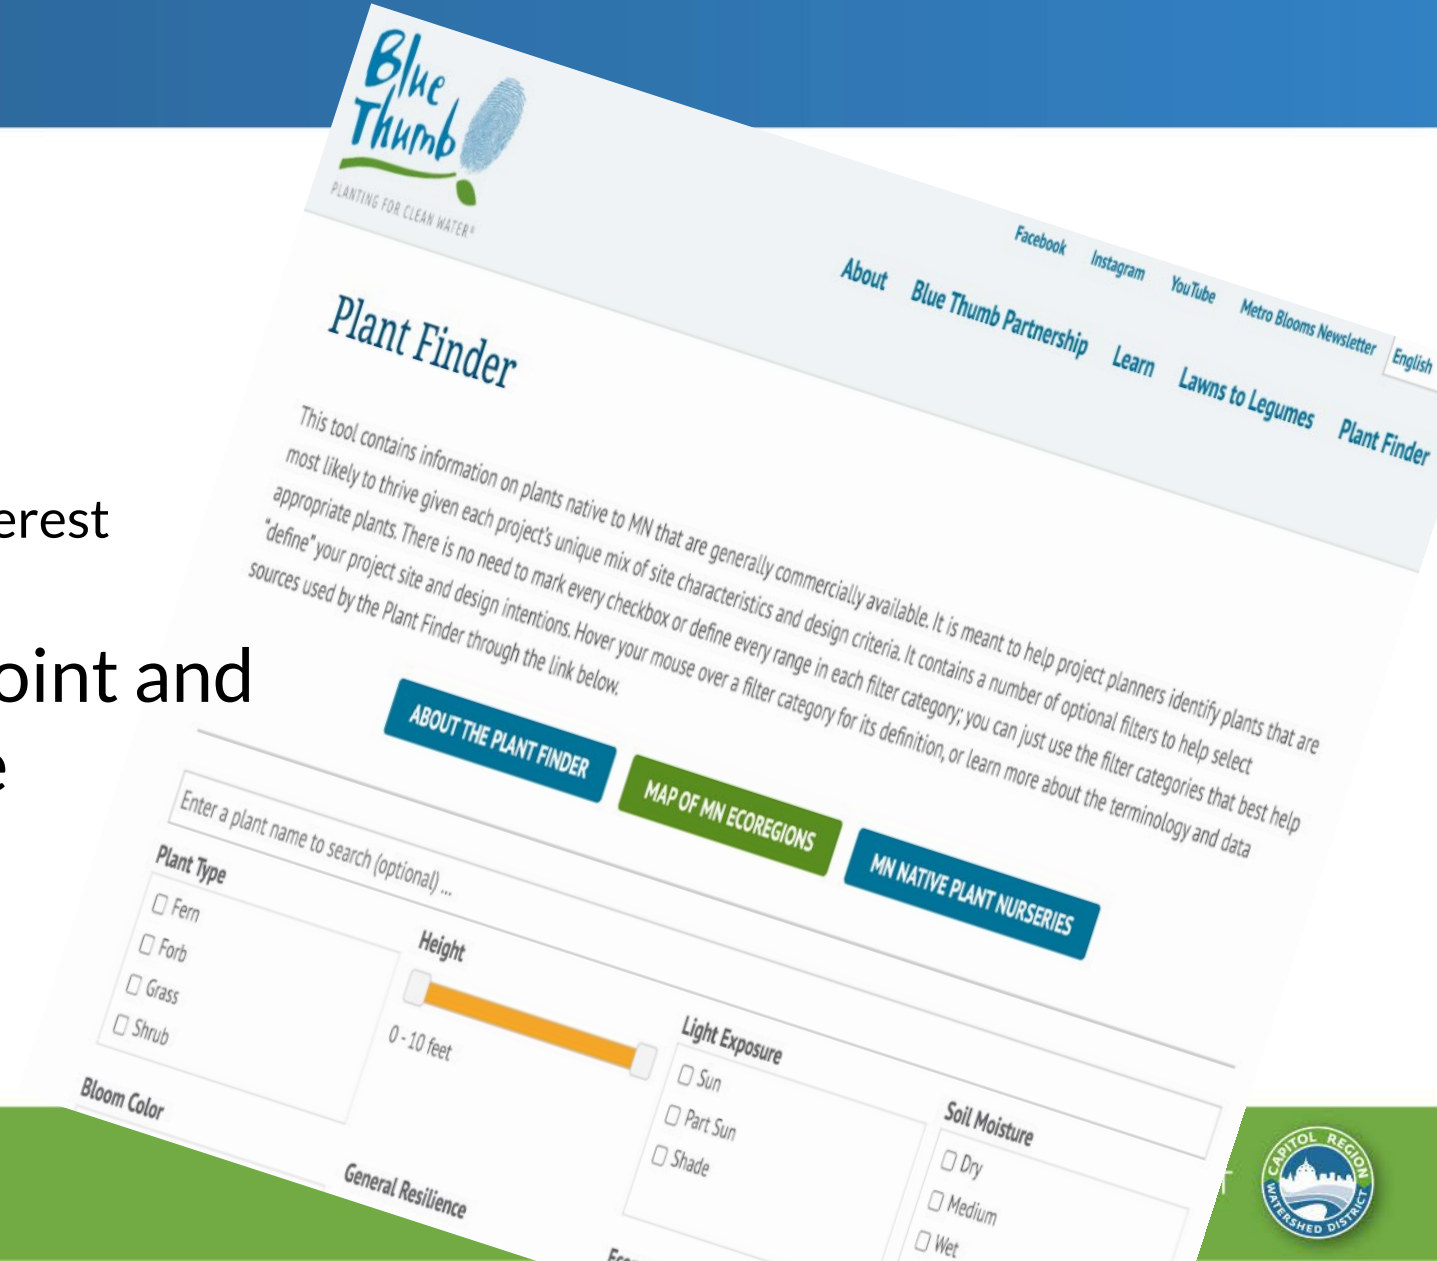 Blue
Thumb
PLANTING FOR CLEAN WATER®
Facebook Instagram YouTube Metro Blooms Newsletter English
About Blue Thumb Partnership Learn Lawns to Legumes Plant Finder
Plant Finder
This tool contains information on plants native to MN that are generally commercially available. It is meant to help project planners identify plants that are
most likely to thrive given each project's unique mix of site characteristics and design criteria. It contains a number of optional filters to help select
appropriate plants. There is no need to mark every checkbox or define every range in each filter category; you can just use the filter categories that best help
"define" your project site and design intentions. Hover your mouse over a filter category for its definition, or learn more about the terminology and data
sources used by the Plant Finder through the link below.
erest
oint and
e
ABOUT THE PLANT FINDER
MAP OF MN ECOREGIONS
MN NATIVE PLANT NURSERIES
Enter a plant name to search (optional) ...
Plant Type
Fern
Forb
Grass
Shrub
Height
0 - 10 feet
Light Exposure
Sun
Part Sun
Shade
Soil Moisture
Dry
Medium
Wet
Bloom Color
General Resilience
T
CAPITOL REGION
WATERSHED DISTRICT